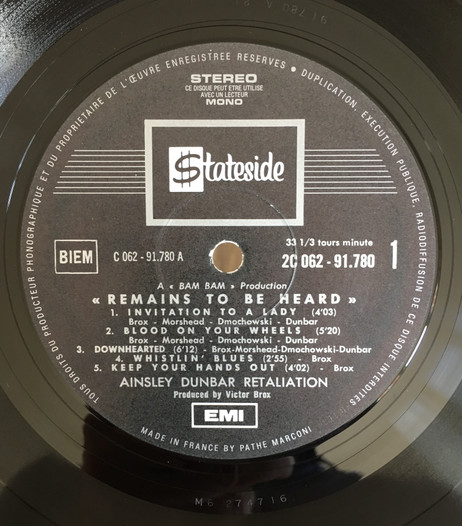 TOUS DROITS DU PRODUCTEUR PHONOGRAPHIQUE ET DU PROPRIETAIRE DE L'ŒUVRE ENREGISTREE RESERVES ● DUPLICATION, EXECUTION PUBLIQUE, RADIODIFFUSION DE CE DISQUE INTERDITES
STEREO
CE DISQUE PEUT ETRE UTILISE
AVEC UN LECTEUR
MONO
$tateside
BIEM
C 062 - 91.780 A
33 1/3 tours minute
2C 062 - 91.780
1
A « BAM BAM » Production
« REMAINS TO BE HEARD »
1. INVITATION TO A LADY (4'03)
Brox - Morshead - Dmochowski - Dunbar
2. BLOOD ON YOUR WHEELS (5'20)
Brox - Morshead - Dmochowski - Dunbar
3. DOWNHEARTED (6'12) - Brox-Morshead-Dmochowski-Dunbar
4. WHISTLIN' BLUES (2'55) - Brox
5. KEEP YOUR HANDS OUT (4'02) - Brox
AINSLEY DUNBAR RETALIATION
Produced by Victor Brox
EMI
MADE IN FRANCE BY PATHE MARCONI